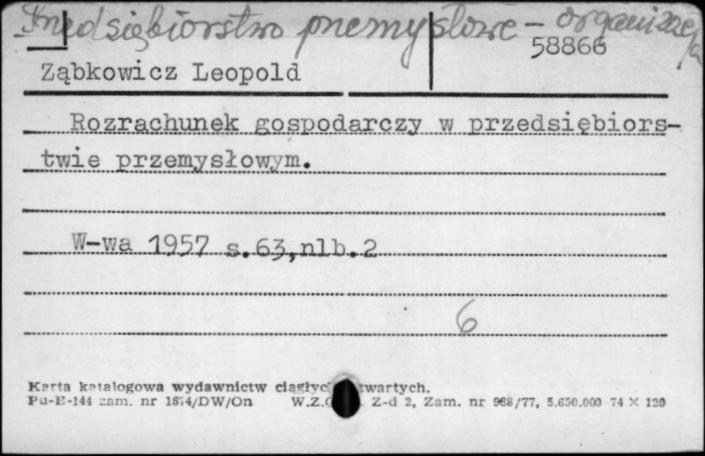 Przedsiębiorstwo przemysłowe - organizacja
58866
Ząbkowicz Leopold
Rozrachunek gospodarczy w przedsiębiors-
twie przemysłowym.
W-wa 1957 s.63,nlb.2
6
Karta katalogowa wydawnictw ciągłyc twartych.
Pu-E-144 zam. nr 1674/DW/On W.Z. Z-d 2, Zam. nr 968/77, 5.650.000 74 × 120